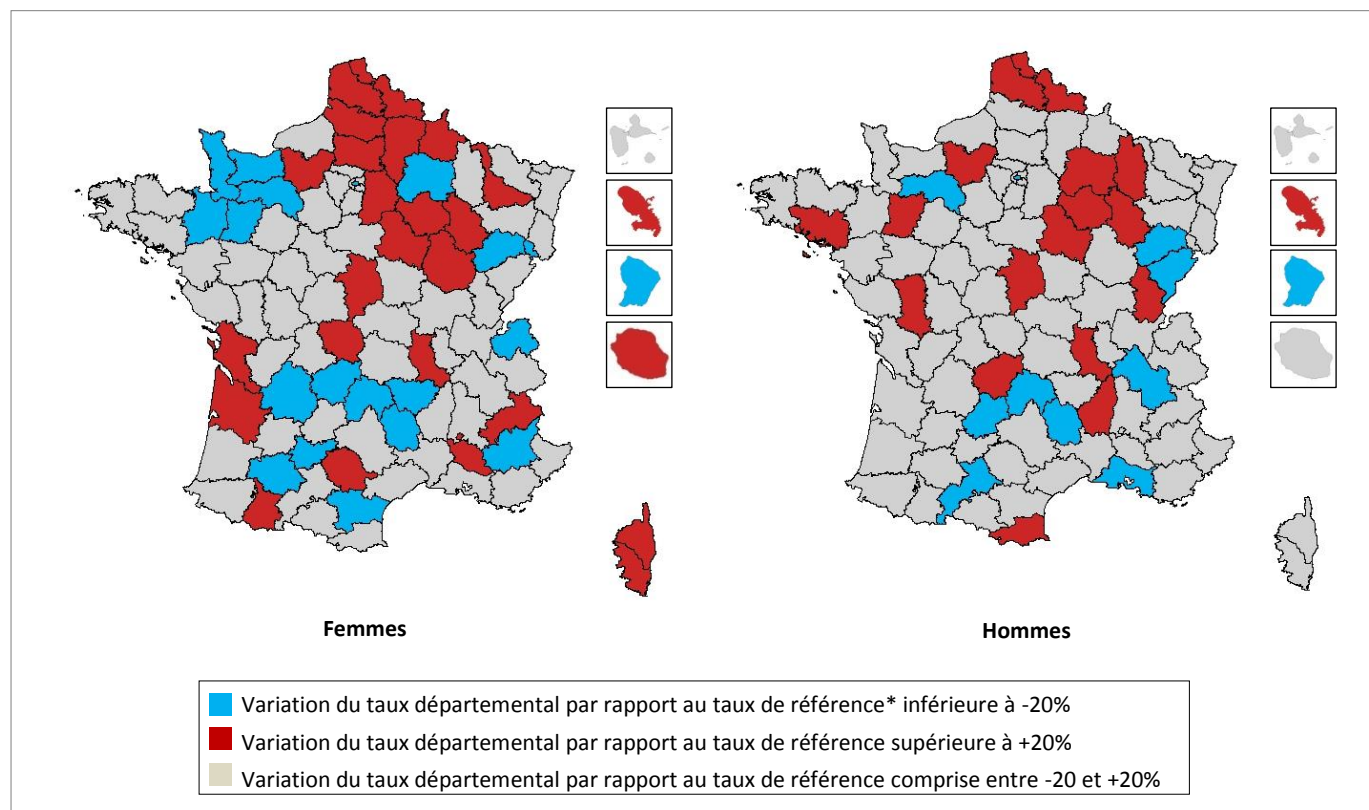 Femmes
Hommes
Variation du taux départemental par rapport au taux de référence* inférieure à -20%
Variation du taux départemental par rapport au taux de référence supérieure à +20%
Variation du taux départemental par rapport au taux de référence comprise entre -20 et +20%